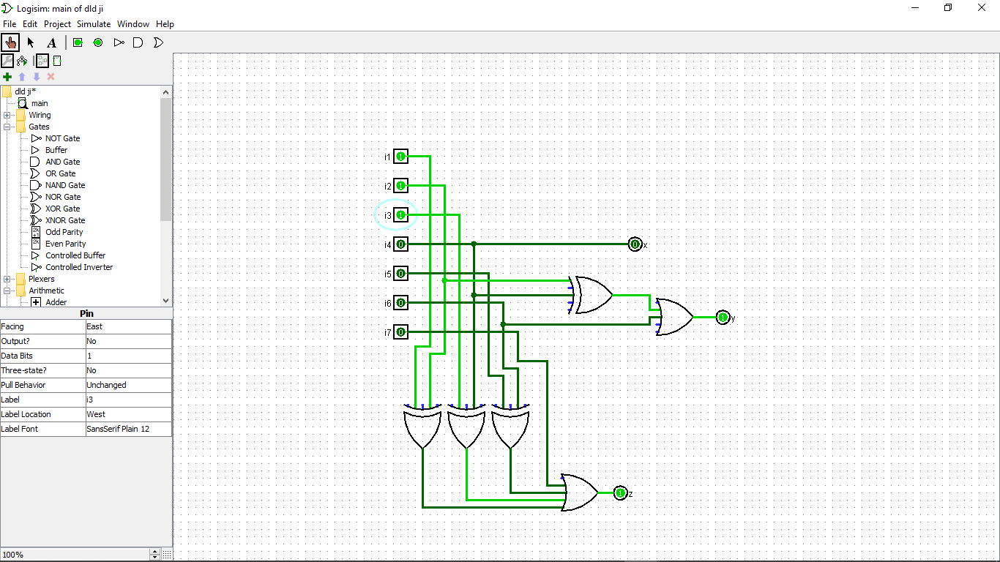 Logisim: main of dld ji
File Edit Project Simulate Window Help
A
dld ji*
main
Wiring
Gates
NOT Gate
Buffer
AND Gate
OR Gate
NAND Gate
NOR Gate
XOR Gate
XNOR Gate
Odd Parity
Even Parity
Controlled Buffer
Controlled Inverter
Plexers
Arithmetic
Adder
Pin
Facing East
Output? No
Data Bits 1
Three-state? No
Pull Behavior Unchanged
Label i3
Label Location West
Label Font SansSerif Plain 12
100%
i1 1
i2 1
i3 1
i4 0
0 x
i5 0
i6 0
1 y
i7 0
1 z